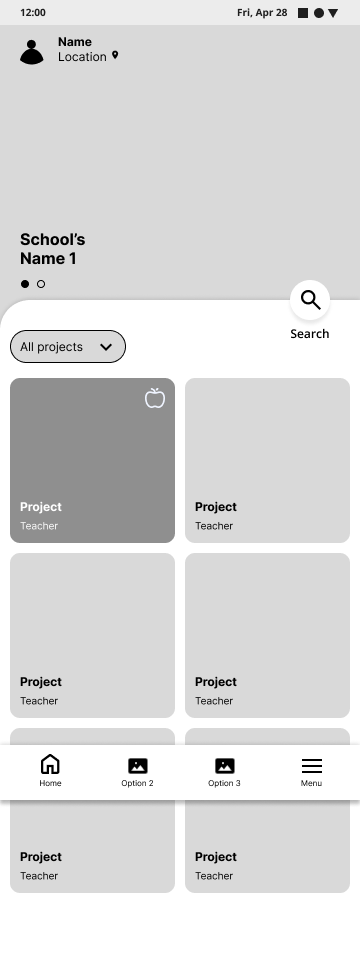 12:00
Fri, Apr 28
Name
Location
School's
Name 1
Search
All projects
Project
Teacher
Project
Teacher
Project
Teacher
Project
Teacher
Home
Option 2
Option 3
Menu
Project
Teacher
Project
Teacher